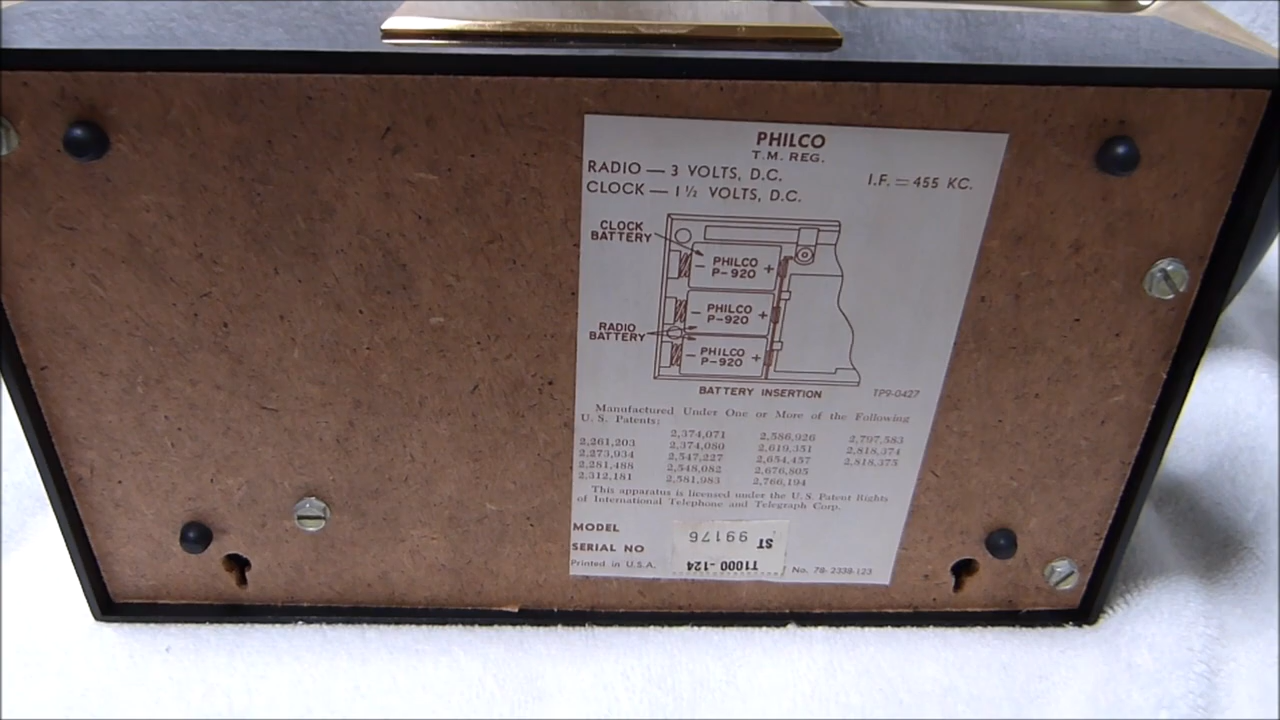 PHILCO
T.M. REG.
RADIO — 3 VOLTS, D.C.
I.F. = 455 KC.
CLOCK — 1 ½ VOLTS, D.C.
CLOCK
BATTERY
– PHILCO +
P-920
– PHILCO +
P-920
RADIO
BATTERY
– PHILCO +
P-920
BATTERY INSERTION
TP9-0427
Manufactured Under One or More of the Following
U. S. Patents:
2,261,203 2,374,071 2,586,926 2,797,583
2,273,934 2,374,080 2,619,351 2,818,374
2,281,488 2,547,227 2,654,457 2,818,375
2,312,181 2,548,082 2,676,805
2,581,983 2,766,194
This apparatus is licensed under the U. S. Patent Rights
of International Telephone and Telegraph Corp.
MODEL
SERIAL NO
T1000 -124
ST 99176
Printed in U.S.A.
No. 78-2338-123